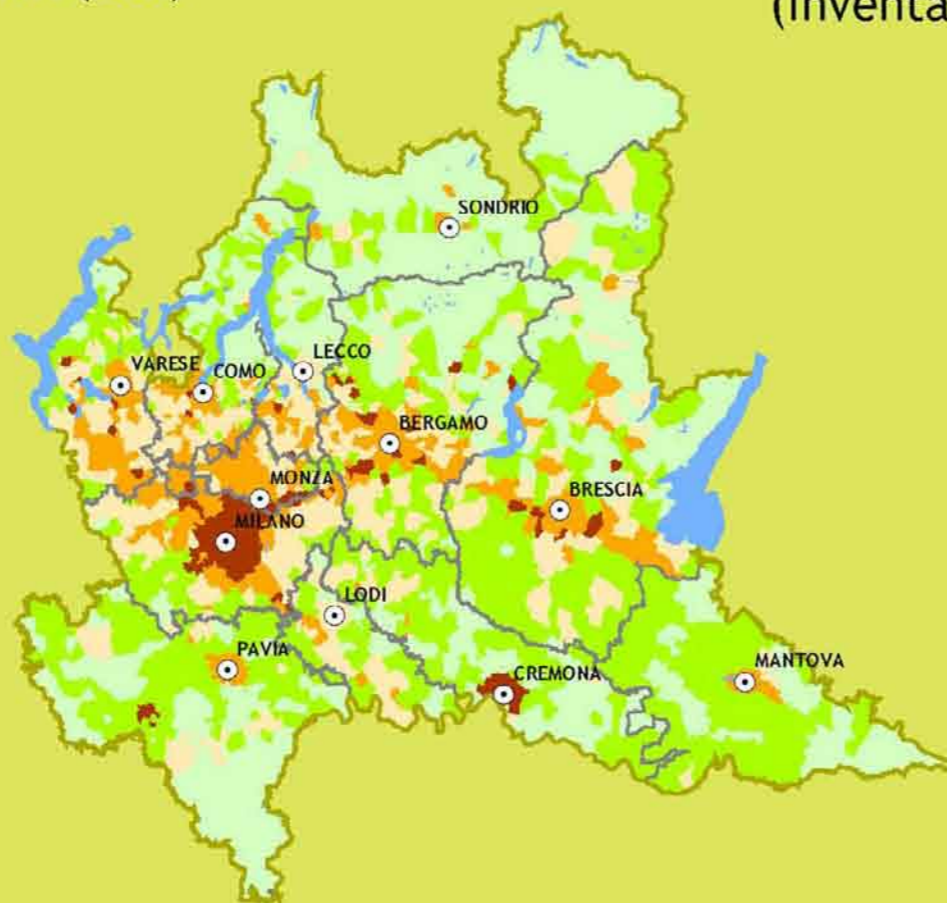 (Inventa
SONDRIO
LECCO
VARESE
COMO
BERGAMO
MONZA
BRESCIA
MILANO
LODI
PAVIA
MANTOVA
CREMONA